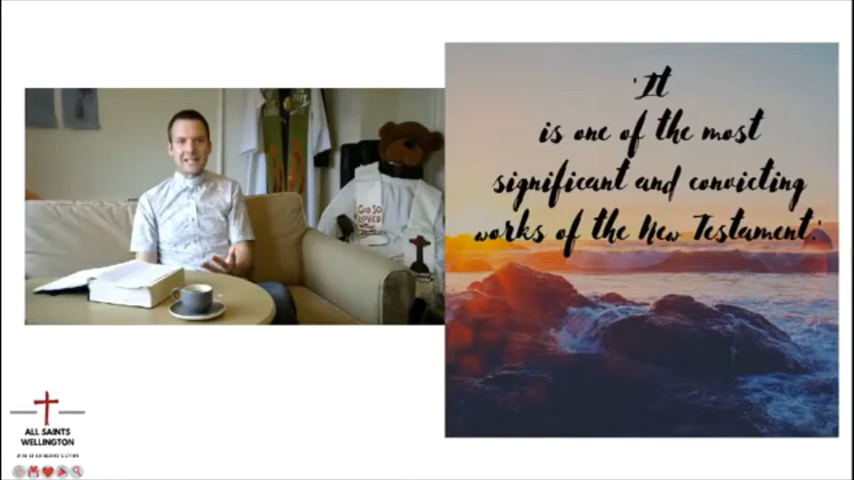 'It
is one of the most
significant and convicting
works of the New Testament.'
GOD SO
LOVED
ALL SAINTS
WELLINGTON